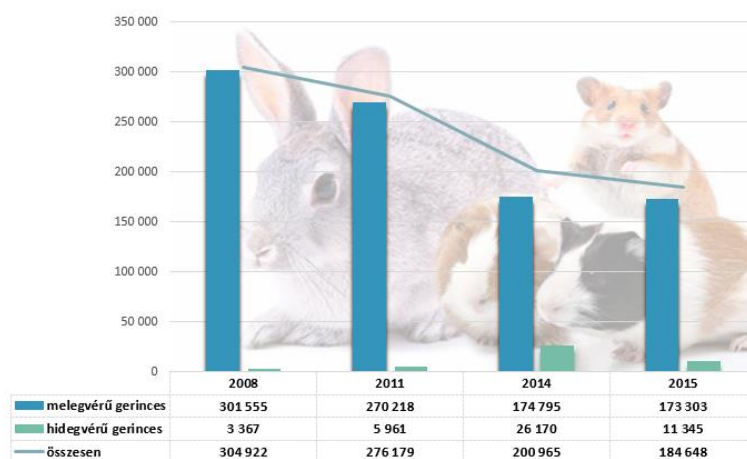 350 000
300 000
250 000
200 000
150 000
100 000
50 000
0
2008 2011 2014 2015
melegvérű gerinces 301 555 270 218 174 795 173 303
hidegvérű gerinces 3 367 5 961 26 170 11 345
összesen 304 922 276 179 200 965 184 648